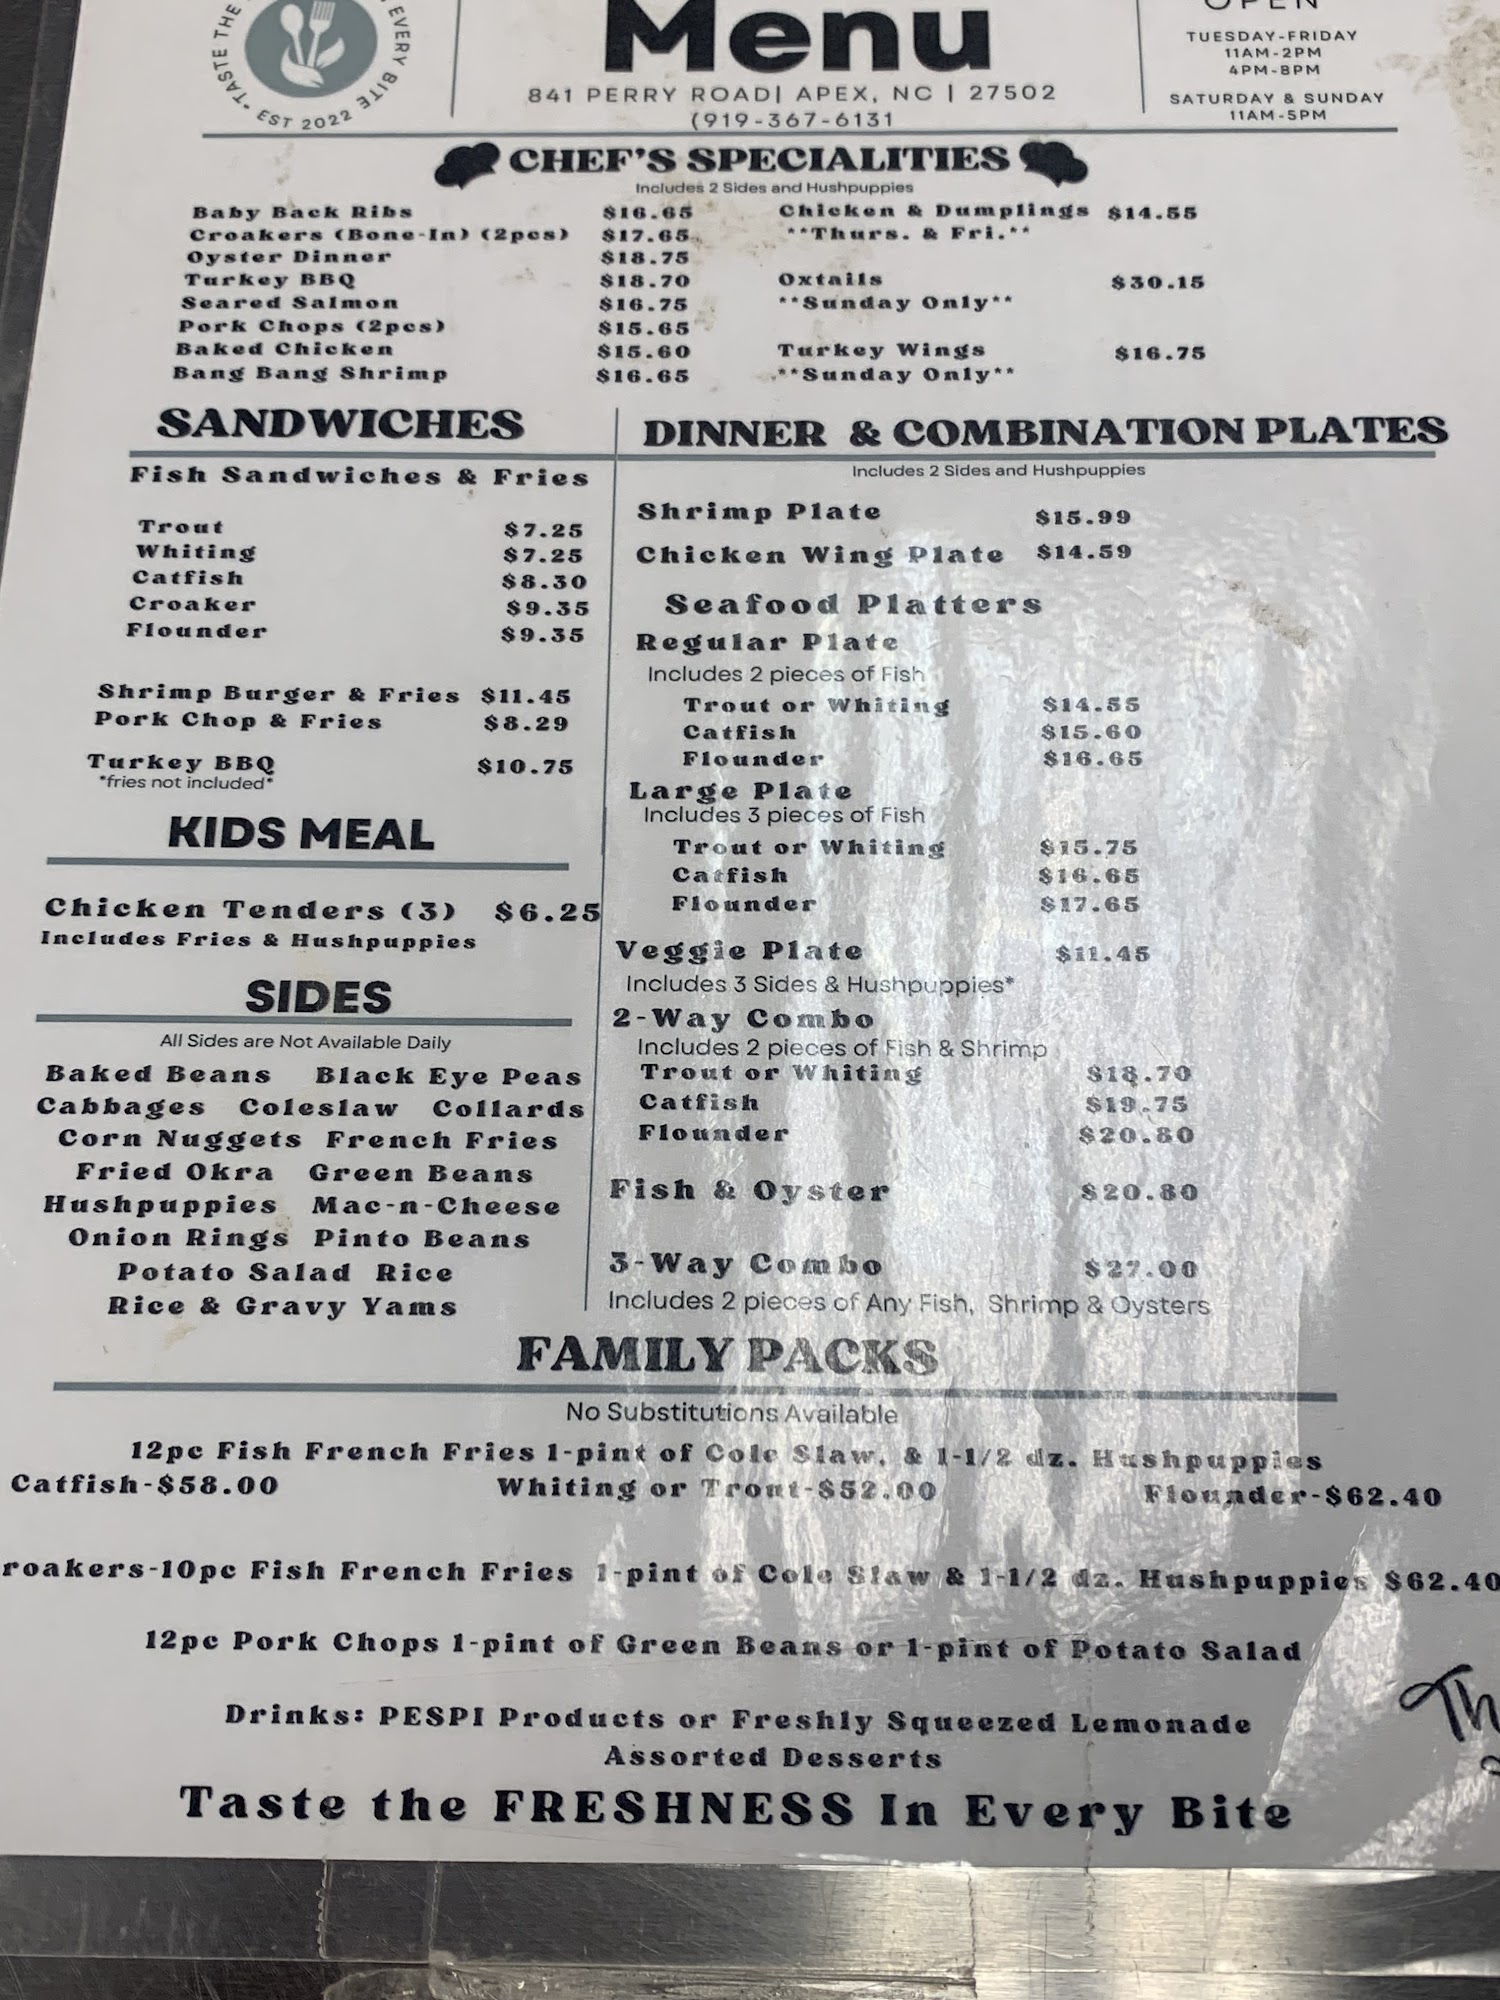 TASTE THE
EVERY BITE
EST 2022
Menu
841 PERRY ROAD| APEX, NC | 27502
(919-367-6131
OPEN
TUESDAY-FRIDAY
11AM-2PM
4PM-8PM
SATURDAY & SUNDAY
11AM-5PM
CHEF'S SPECIALITIES
Includes 2 Sides and Hushpuppies
Baby Back Ribs $16.65
Croakers (Bone-In) (2pcs) $17.65
Oyster Dinner $18.75
Turkey BBQ $18.70
Seared Salmon $16.75
Pork Chops (2pcs) $15.65
Baked Chicken $15.60
Bang Bang Shrimp $16.65
Chicken & Dumplings $14.55
**Thurs. & Fri.**
Oxtails $30.15
**Sunday Only**
Turkey Wings $16.75
**Sunday Only**
SANDWICHES
Fish Sandwiches & Fries
Trout $7.25
Whiting $7.25
Catfish $8.30
Croaker $9.35
Flounder $9.35
Shrimp Burger & Fries $11.45
Pork Chop & Fries $8.29
Turkey BBQ $10.75
*fries not included*
KIDS MEAL
Chicken Tenders (3) $6.25
Includes Fries & Hushpuppies
SIDES
All Sides are Not Available Daily
Baked Beans Black Eye Peas
Cabbages Coleslaw Collards
Corn Nuggets French Fries
Fried Okra Green Beans
Hushpuppies Mac-n-Cheese
Onion Rings Pinto Beans
Potato Salad Rice
Rice & Gravy Yams
DINNER & COMBINATION PLATES
Includes 2 Sides and Hushpuppies
Shrimp Plate $15.99
Chicken Wing Plate $14.59
Seafood Platters
Regular Plate
Includes 2 pieces of Fish
Trout or Whiting $14.55
Catfish $15.60
Flounder $16.65
Large Plate
Includes 3 pieces of Fish
Trout or Whiting $15.75
Catfish $16.65
Flounder $17.65
Veggie Plate $11.45
Includes 3 Sides & Hushpuppies*
2-Way Combo
Includes 2 pieces of Fish & Shrimp
Trout or Whiting $18.70
Catfish $19.75
Flounder $20.80
Fish & Oyster $20.80
3-Way Combo $27.00
Includes 2 pieces of Any Fish, Shrimp & Oysters
FAMILY PACKS
No Substitutions Available
12pc Fish French Fries 1-pint of Cole Slaw, & 1-1/2 dz. Hushpuppies
Catfish-$58.00 Whiting or Trout-$52.00 Flounder-$62.40
roakers-10pc Fish French Fries 1-pint of Cole Slaw & 1-1/2 dz. Hushpuppies $62.40
12pc Pork Chops 1-pint of Green Beans or 1-pint of Potato Salad
Drinks: PESPI Products or Freshly Squeezed Lemonade
Assorted Desserts
Taste the FRESHNESS In Every Bite
Th